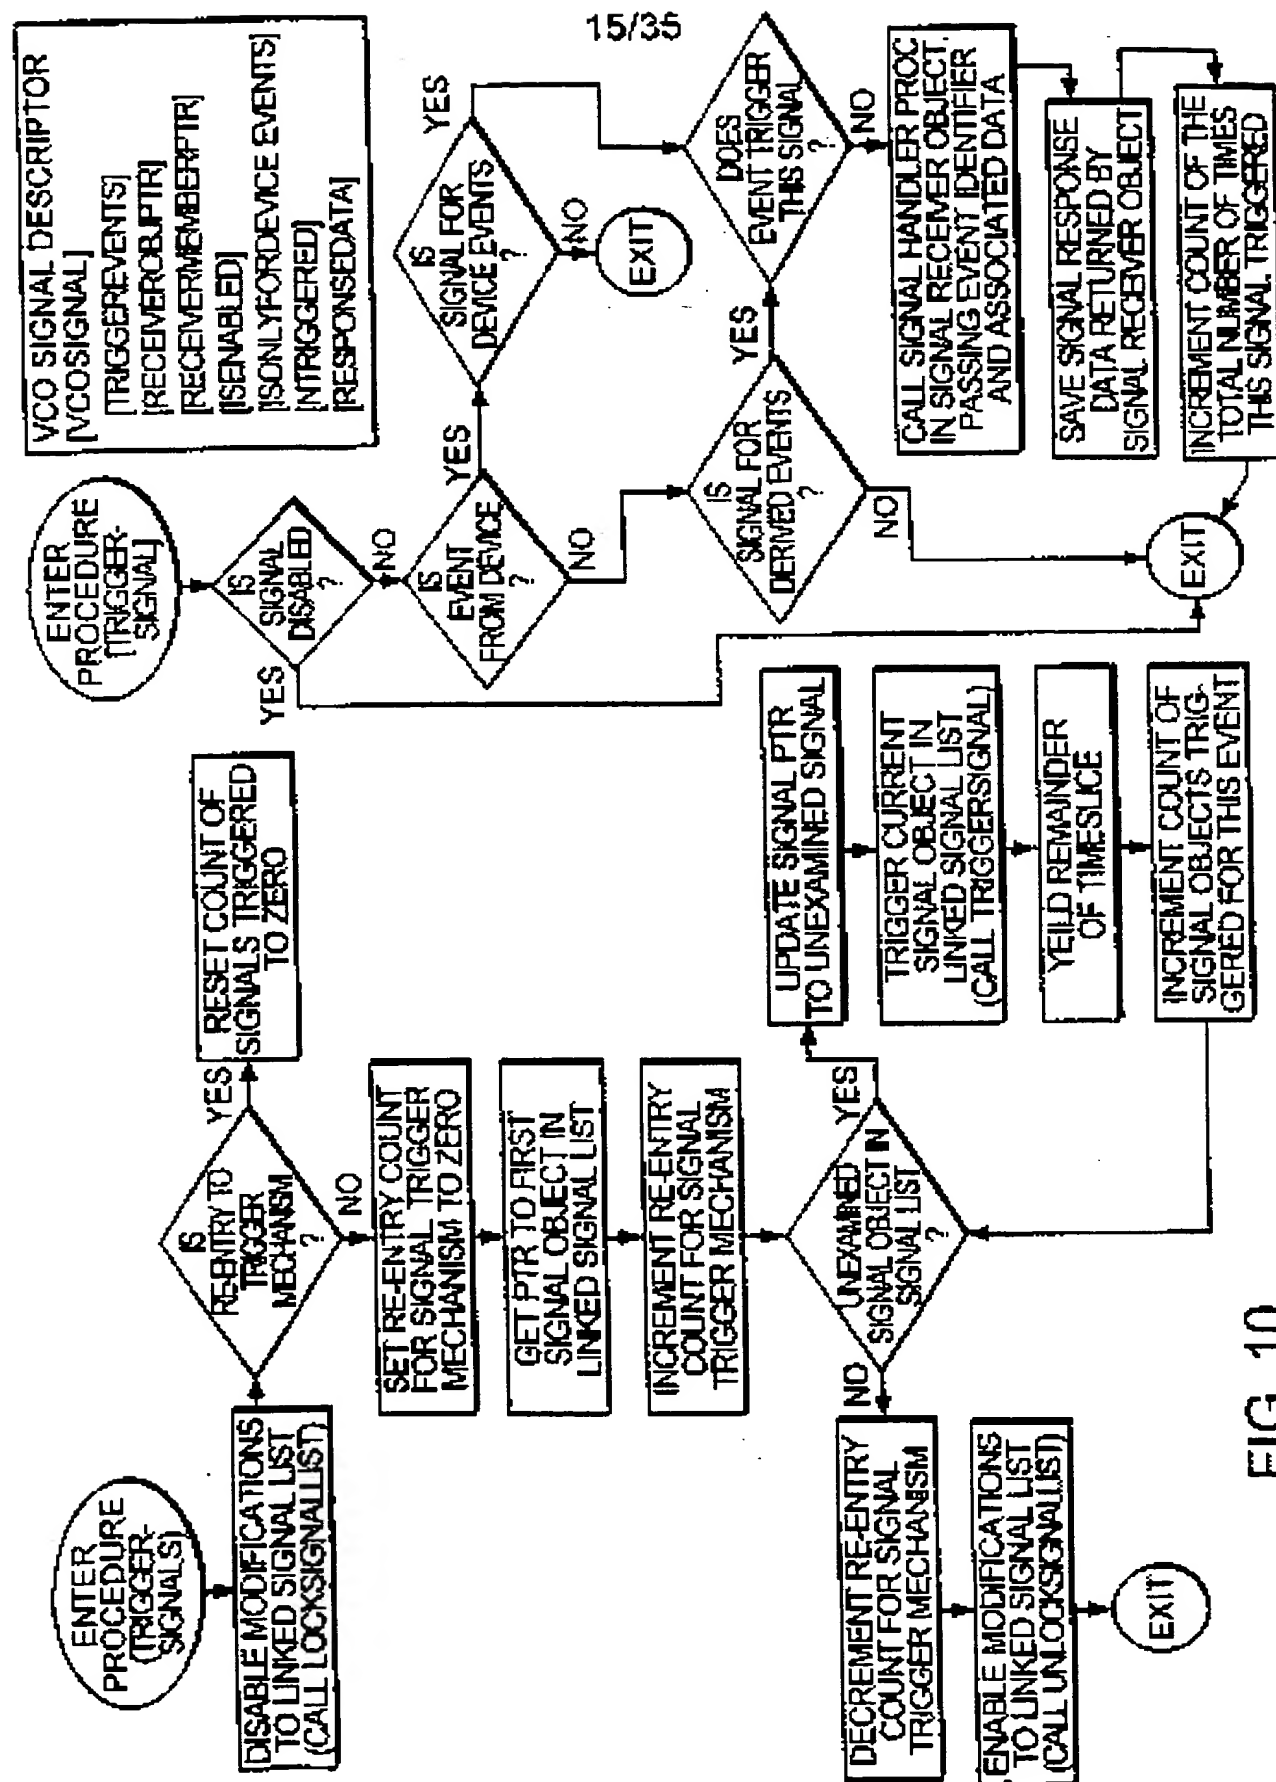 15/35
ENTER
PROCEDURE
(TRIGGER-
SIGNALS)
DISABLE MODIFICATIONS
TO LINKED SIGNAL LIST
(CALL LOCKSIGNALLIST)
IS
RE-ENTRY TO
TRIGGER
MECHANISM
?
YES
RESET COUNT OF
SIGNALS TRIGGERED
TO ZERO
NO
SET RE-ENTRY COUNT
FOR SIGNAL TRIGGER
MECHANISM TO ZERO
GET PTR TO FIRST
SIGNAL OBJECT IN
LINKED SIGNAL LIST
INCREMENT RE-ENTRY
COUNT FOR SIGNAL
TRIGGER MECHANISM
UNEXAMINED
SIGNAL OBJECT IN
SIGNAL LIST
?
YES
UPDATE SIGNAL PTR
TO UNEXAMINED SIGNAL
TRIGGER CURRENT
SIGNAL OBJECT IN
LINKED SIGNAL LIST
(CALL TRIGGERSIGNAL)
YEILD REMAINDER
OF TIMESLICE
INCREMENT COUNT OF
SIGNAL OBJECTS TRIG-
GERED FOR THIS EVENT
NO
DECREMENT RE-ENTRY
COUNT FOR SIGNAL
TRIGGER MECHANISM
ENABLE MODIFICATIONS
TO LINKED SIGNAL LIST
(CALL UNLOCKSIGNALLIST)
EXIT
ENTER
PROCEDURE
[TRIGGER-
SIGNAL]
IS
SIGNAL
DISABLED
?
YES
NO
IS
EVENT
FROM DEVICE
?
YES
NO
IS
SIGNAL FOR
DEVICE EVENTS
?
YES
NO
EXIT
IS
SIGNAL FOR
DERIVED EVENTS
?
YES
NO
DOES
EVENT TRIGGER
THIS SIGNAL
?
NO
CALL SIGNAL HANDLER PROC
IN SIGNAL RECEIVER OBJECT,
PASSING EVENT IDENTIFIER
AND ASSOCIATED DATA
SAVE SIGNAL RESPONSE
DATA RETURNED BY
SIGNAL RECEIVER OBJECT
INCREMENT COUNT OF THE
TOTAL NUMBER OF TIMES
THIS SIGNAL TRIGGERED
EXIT
VCO SIGNAL DESCRIPTOR
[VCOSIGNAL]
[TRIGGEREVENTS]
[RECEIVEROBJPTR]
[RECEIVERMEMBERPTR]
[ISENABLED]
[ISONLYFORDEVICE EVENTS]
[NTRIGGERED]
[RESPONSEDATA]
FIG. 10